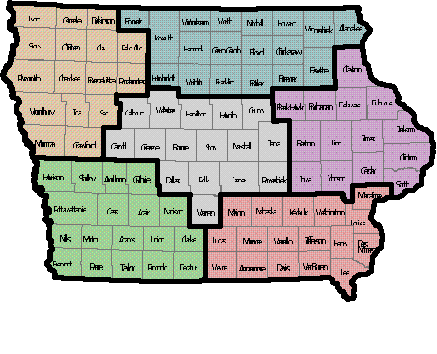 Lyon Osceola Dickinson Emmet Winnebago Worth Mitchell Howard Winneshiek Allamakee
Sioux O'Brien Clay Palo Alto Kossuth Hancock Cerro Gordo Floyd Chickasaw
Fayette Clayton
Plymouth Cherokee Buena Vista Pocahontas Humboldt Wright Franklin Butler Bremer
Woodbury Ida Sac Calhoun Webster Hamilton Hardin Grundy Black Hawk Buchanan Delaware Dubuque
Monona Crawford Carroll Greene Boone Story Marshall Tama Benton Linn Jones Jackson
Clinton
Cedar
Harrison Shelby Audubon Guthrie Dallas Polk Jasper Poweshiek Iowa Johnson Scott
Muscatine
Pottawattamie Cass Adair Madison Warren Marion Mahaska Keokuk Washington
Louisa
Mills Montgomery Adams Union Clarke Lucas Monroe Wapello Jefferson Henry Des Moines
Fremont Page Taylor Ringgold Decatur Wayne Appanoose Davis Van Buren Lee